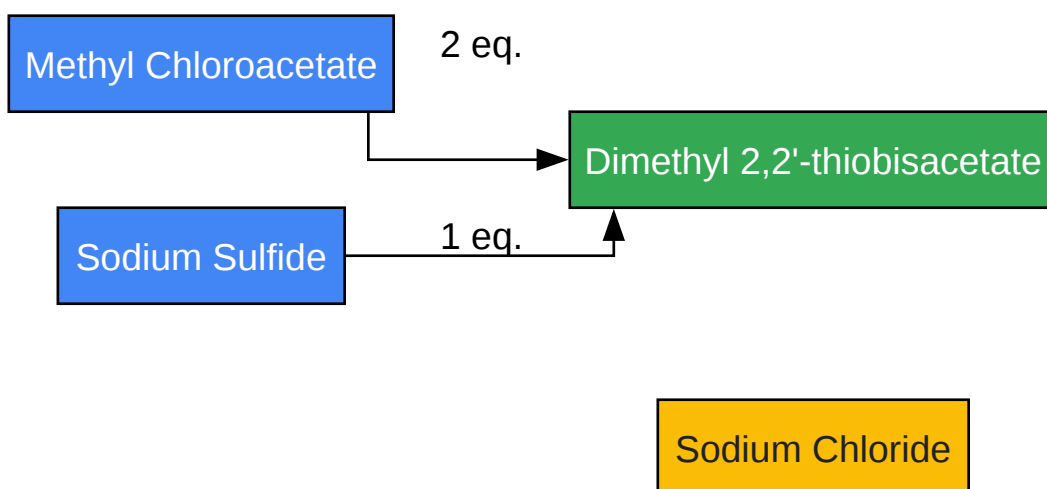 Methyl Chloroacetate
2 eq.
Dimethyl 2,2'-thiobisacetate
Sodium Sulfide
1 eq.
Sodium Chloride